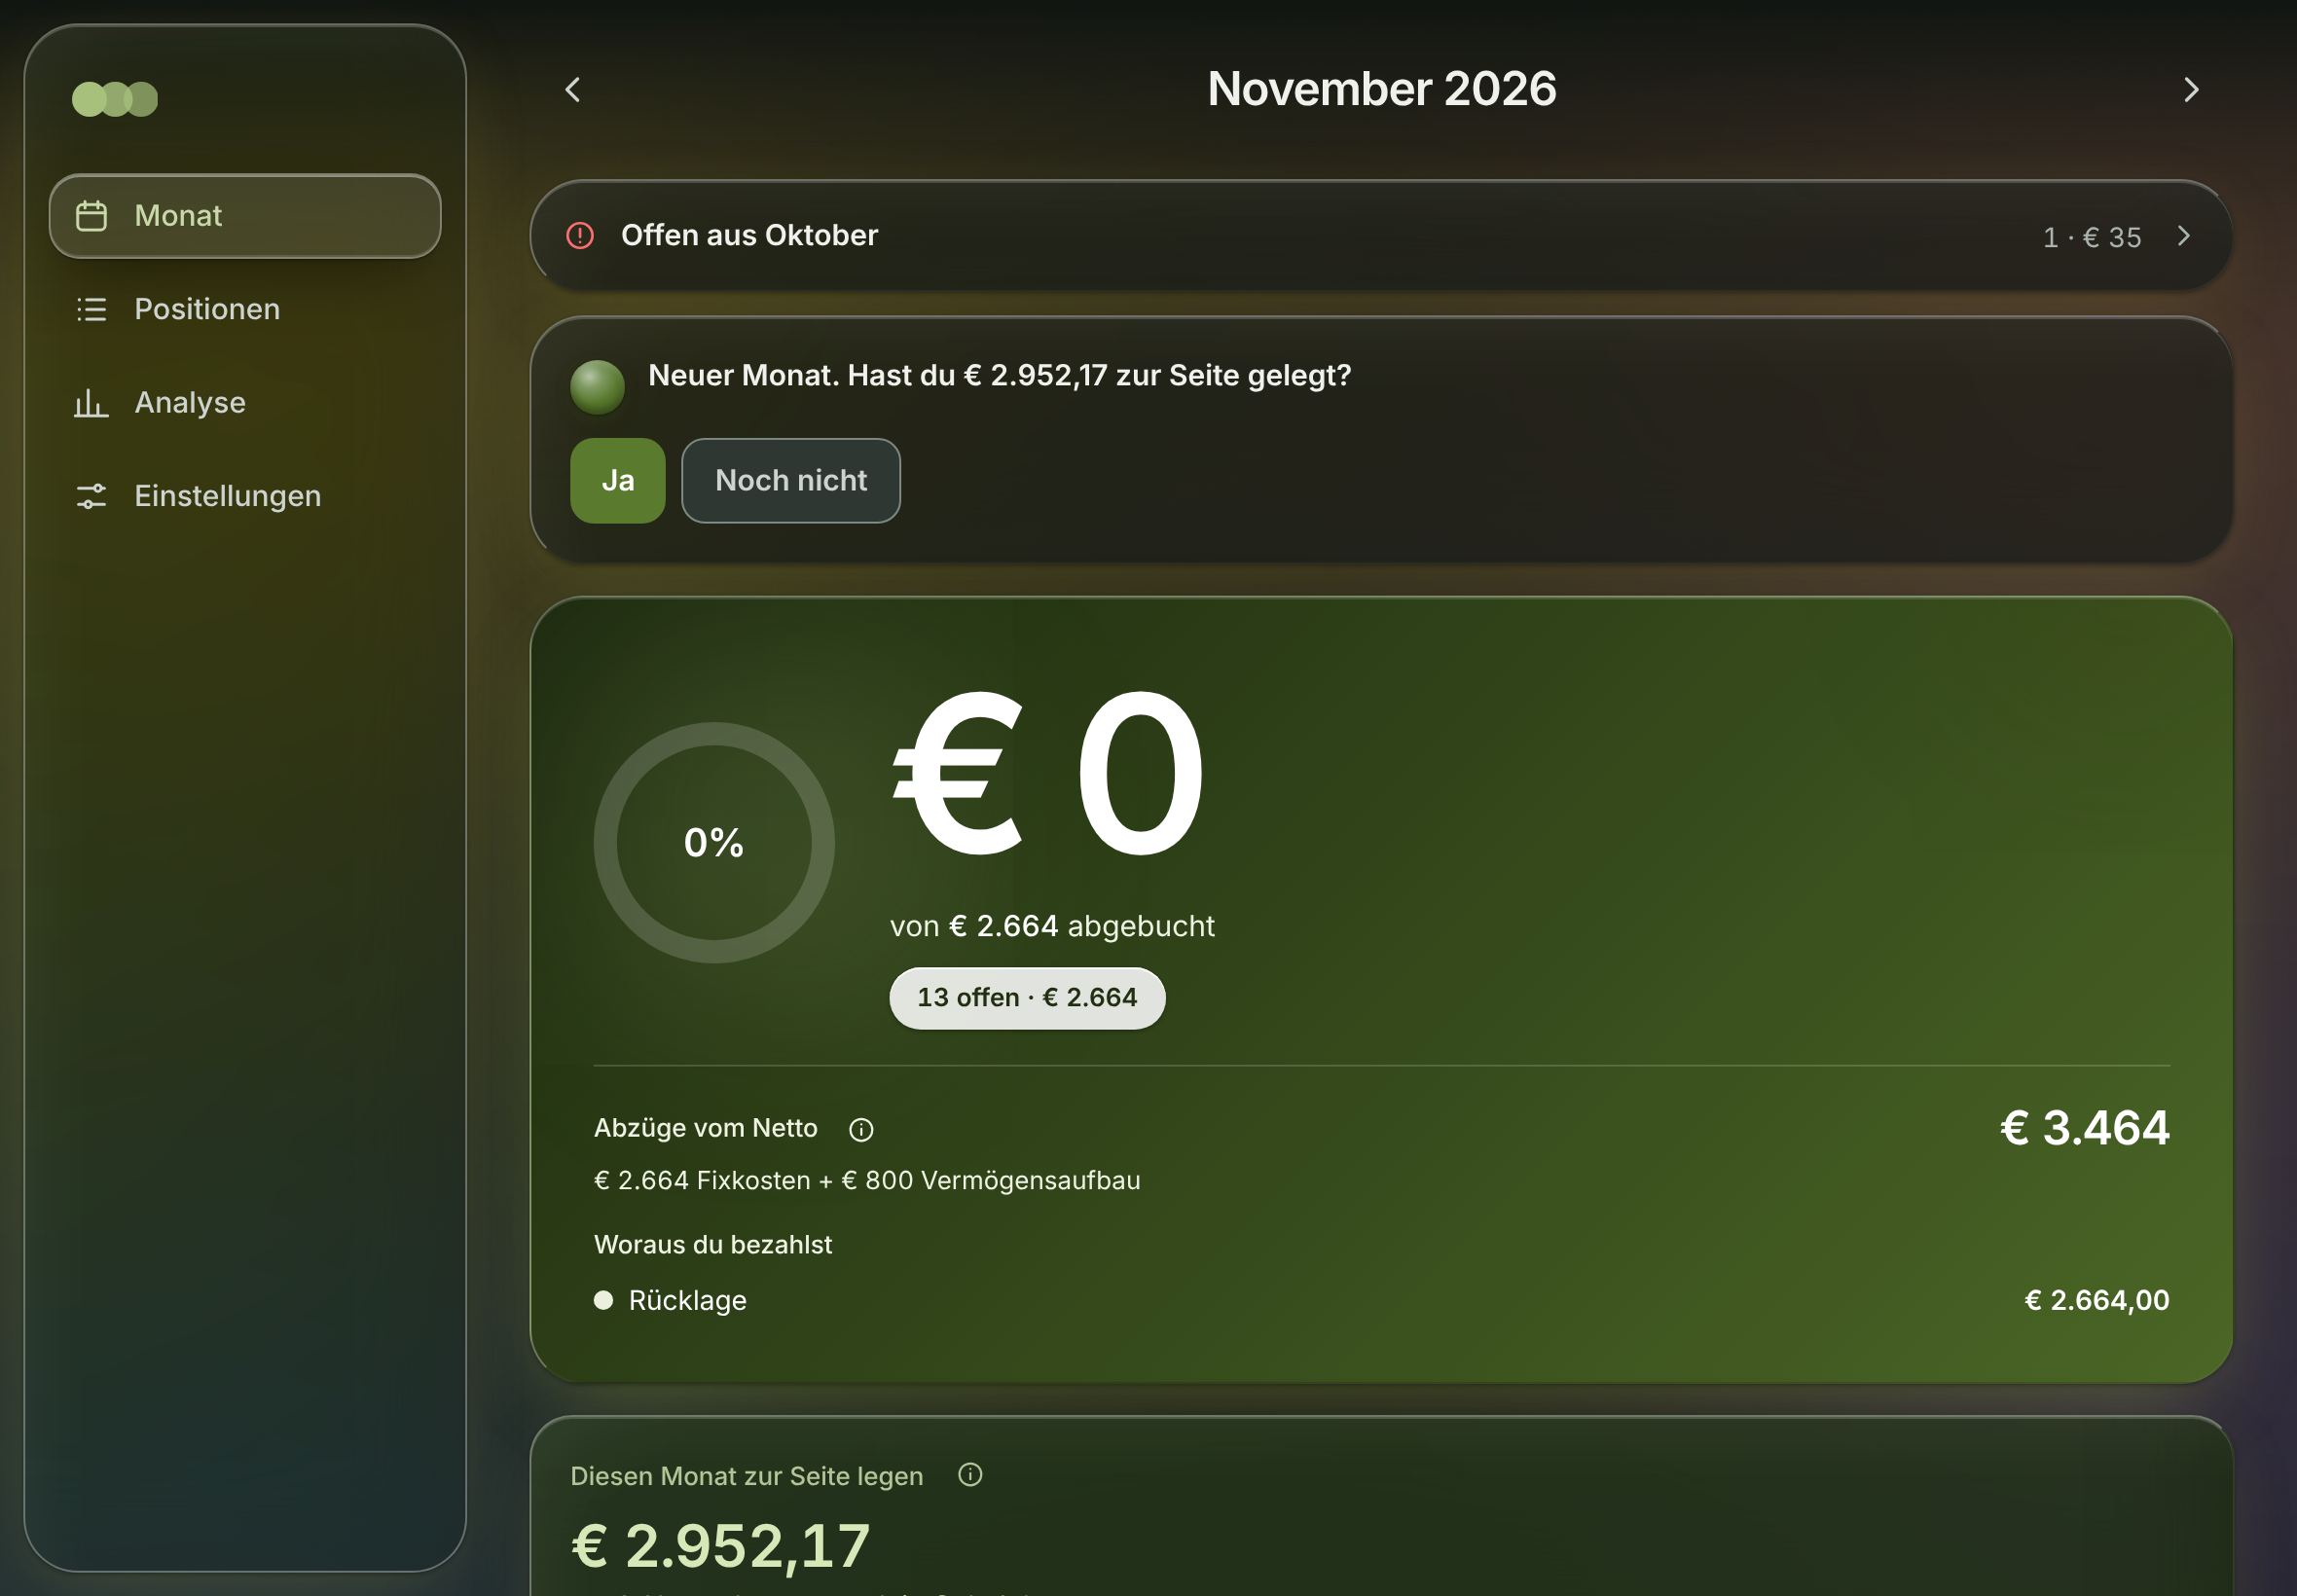 November 2026
Monat
Positionen
Analyse
Einstellungen
Offen aus Oktober
1 · € 35
Neuer Monat. Hast du € 2.952,17 zur Seite gelegt?
Ja
Noch nicht
0%
€ 0
von € 2.664 abgebucht
13 offen · € 2.664
Abzüge vom Netto
€ 3.464
€ 2.664 Fixkosten + € 800 Vermögensaufbau
Woraus du bezahlst
Rücklage
€ 2.664,00
Diesen Monat zur Seite legen
€ 2.952,17